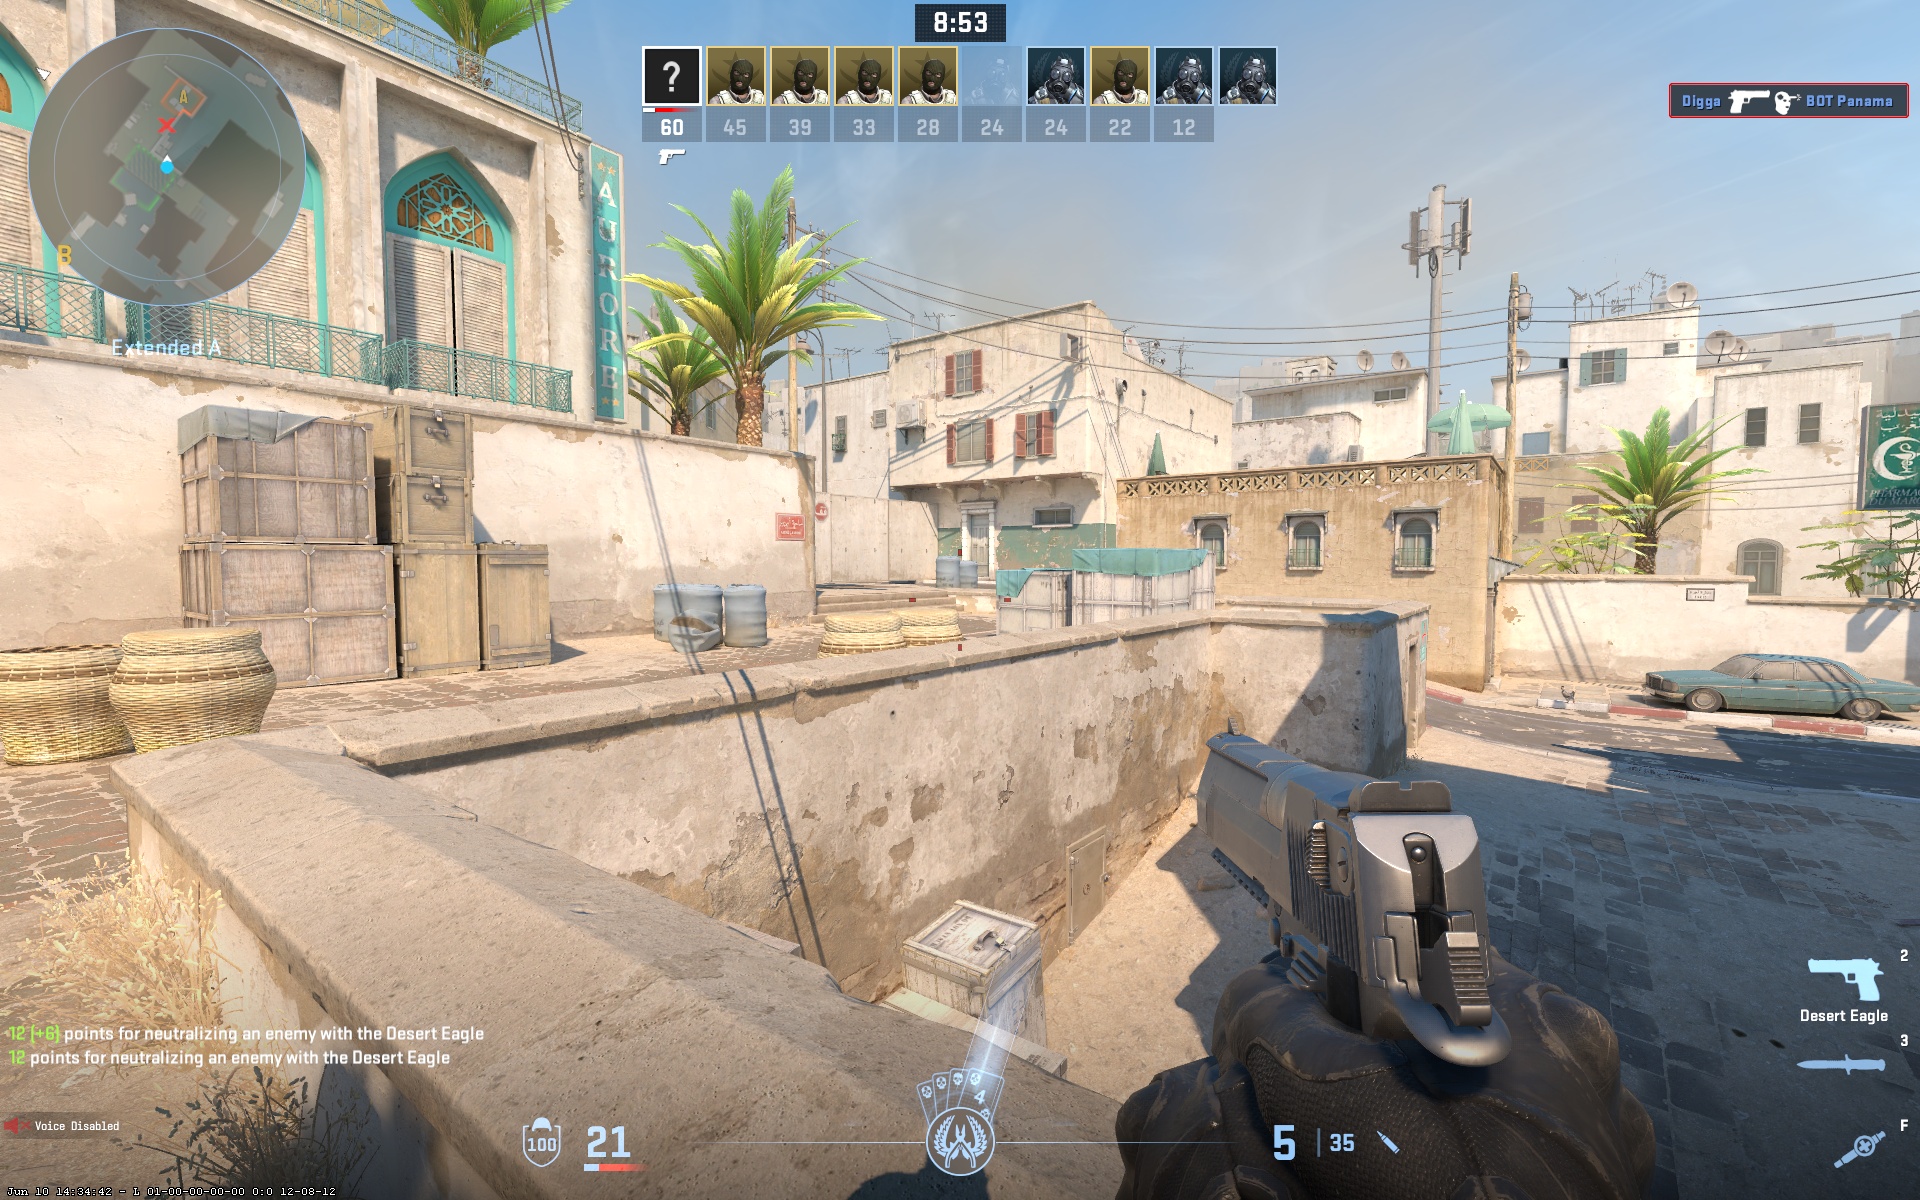 8:53
?
60 45 39 33 28 24 24 22 12
Digga BOT Panama
A
B
Extended A
AURORE
PHARMACIE
12 (+6) points for neutralizing an enemy with the Desert Eagle
12 points for neutralizing an enemy with the Desert Eagle
Voice Disabled
100 21
4
5 | 35
2
Desert Eagle
3
F
Jun 10 14:34:42 - L 01-00-00-00-00 0:0 12-08-12